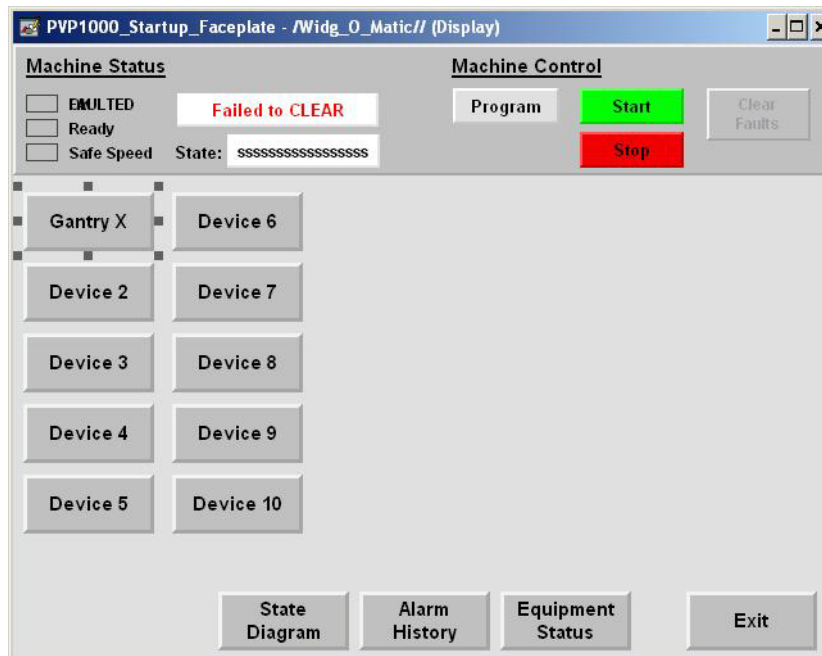 PVP1000_Startup_Faceplate - /Widg_O_Matic// (Display)
Machine Status
Machine Control
FAULTED
Failed to CLEAR
Program
Start
Clear
Faults
Ready
Safe Speed
State: sssssssssssssssss
Stop
Gantry X
Device 6
Device 2
Device 7
Device 3
Device 8
Device 4
Device 9
Device 5
Device 10
State
Diagram
Alarm
History
Equipment
Status
Exit